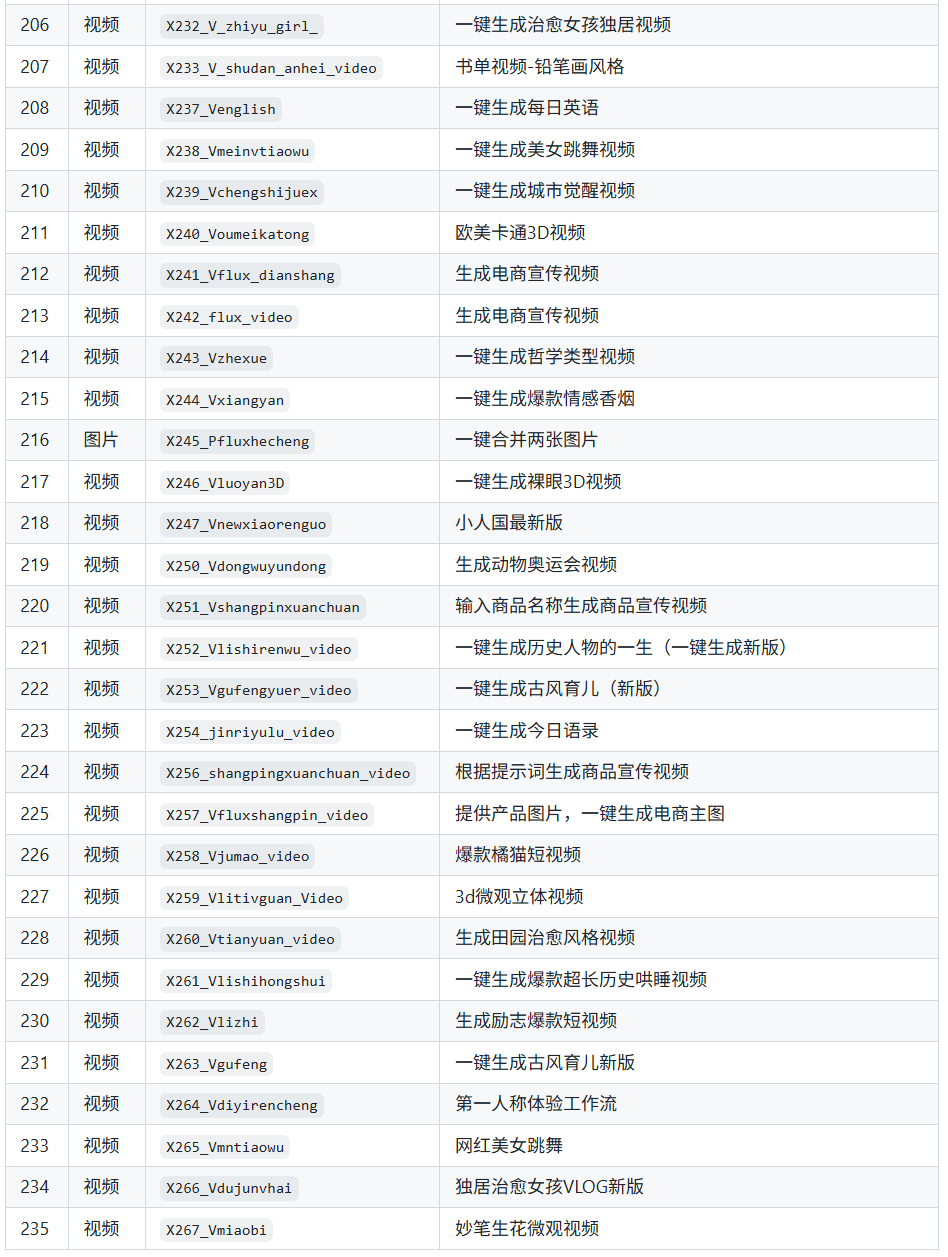 206 视频 X232_V_zhiyu_girl_ 一键生成治愈女孩独居视频
207 视频 X233_V_shudan_anhei_video 书单视频-铅笔画风格
208 视频 X237_Venglish 一键生成每日英语
209 视频 X238_Vmeinvtiaowu 一键生成美女跳舞视频
210 视频 X239_Vchengshijuex 一键生成城市觉醒视频
211 视频 X240_Voumeikatong 欧美卡通3D视频
212 视频 X241_Vflux_dianshang 生成电商宣传视频
213 视频 X242_flux_video 生成电商宣传视频
214 视频 X243_Vzhexue 一键生成哲学类型视频
215 视频 X244_Vxiangyan 一键生成爆款情感香烟
216 图片 X245_Pfluxhecheng 一键合并两张图片
217 视频 X246_Vluoyan3D 一键生成裸眼3D视频
218 视频 X247_Vnewxiaorenguo 小人国最新版
219 视频 X250_Vdongwuyundong 生成动物奥运会视频
220 视频 X251_Vshangpinxuanchuan 输入商品名称生成商品宣传视频
221 视频 X252_Vlishirenwu_video 一键生成历史人物的一生（一键生成新版）
222 视频 X253_Vgufengyuer_video 一键生成古风育儿（新版）
223 视频 X254_jinriyulu_video 一键生成今日语录
224 视频 X256_shangpingxuanchuan_video 根据提示词生成商品宣传视频
225 视频 X257_Vfluxshangpin_video 提供产品图片，一键生成电商主图
226 视频 X258_Vjumao_video 爆款橘猫短视频
227 视频 X259_Vlitivguan_Video 3d微观立体视频
228 视频 X260_Vtianyuan_video 生成田园治愈风格视频
229 视频 X261_Vlishihongshui 一键生成爆款超长历史哄睡视频
230 视频 X262_Vlizhi 生成励志爆款短视频
231 视频 X263_Vgufeng 一键生成古风育儿新版
232 视频 X264_Vdiyirencheng 第一人称体验工作流
233 视频 X265_Vmntiaowu 网红美女跳舞
234 视频 X266_Vdujunvhai 独居治愈女孩VLOG新版
235 视频 X267_Vmiaobi 妙笔生花微观视频